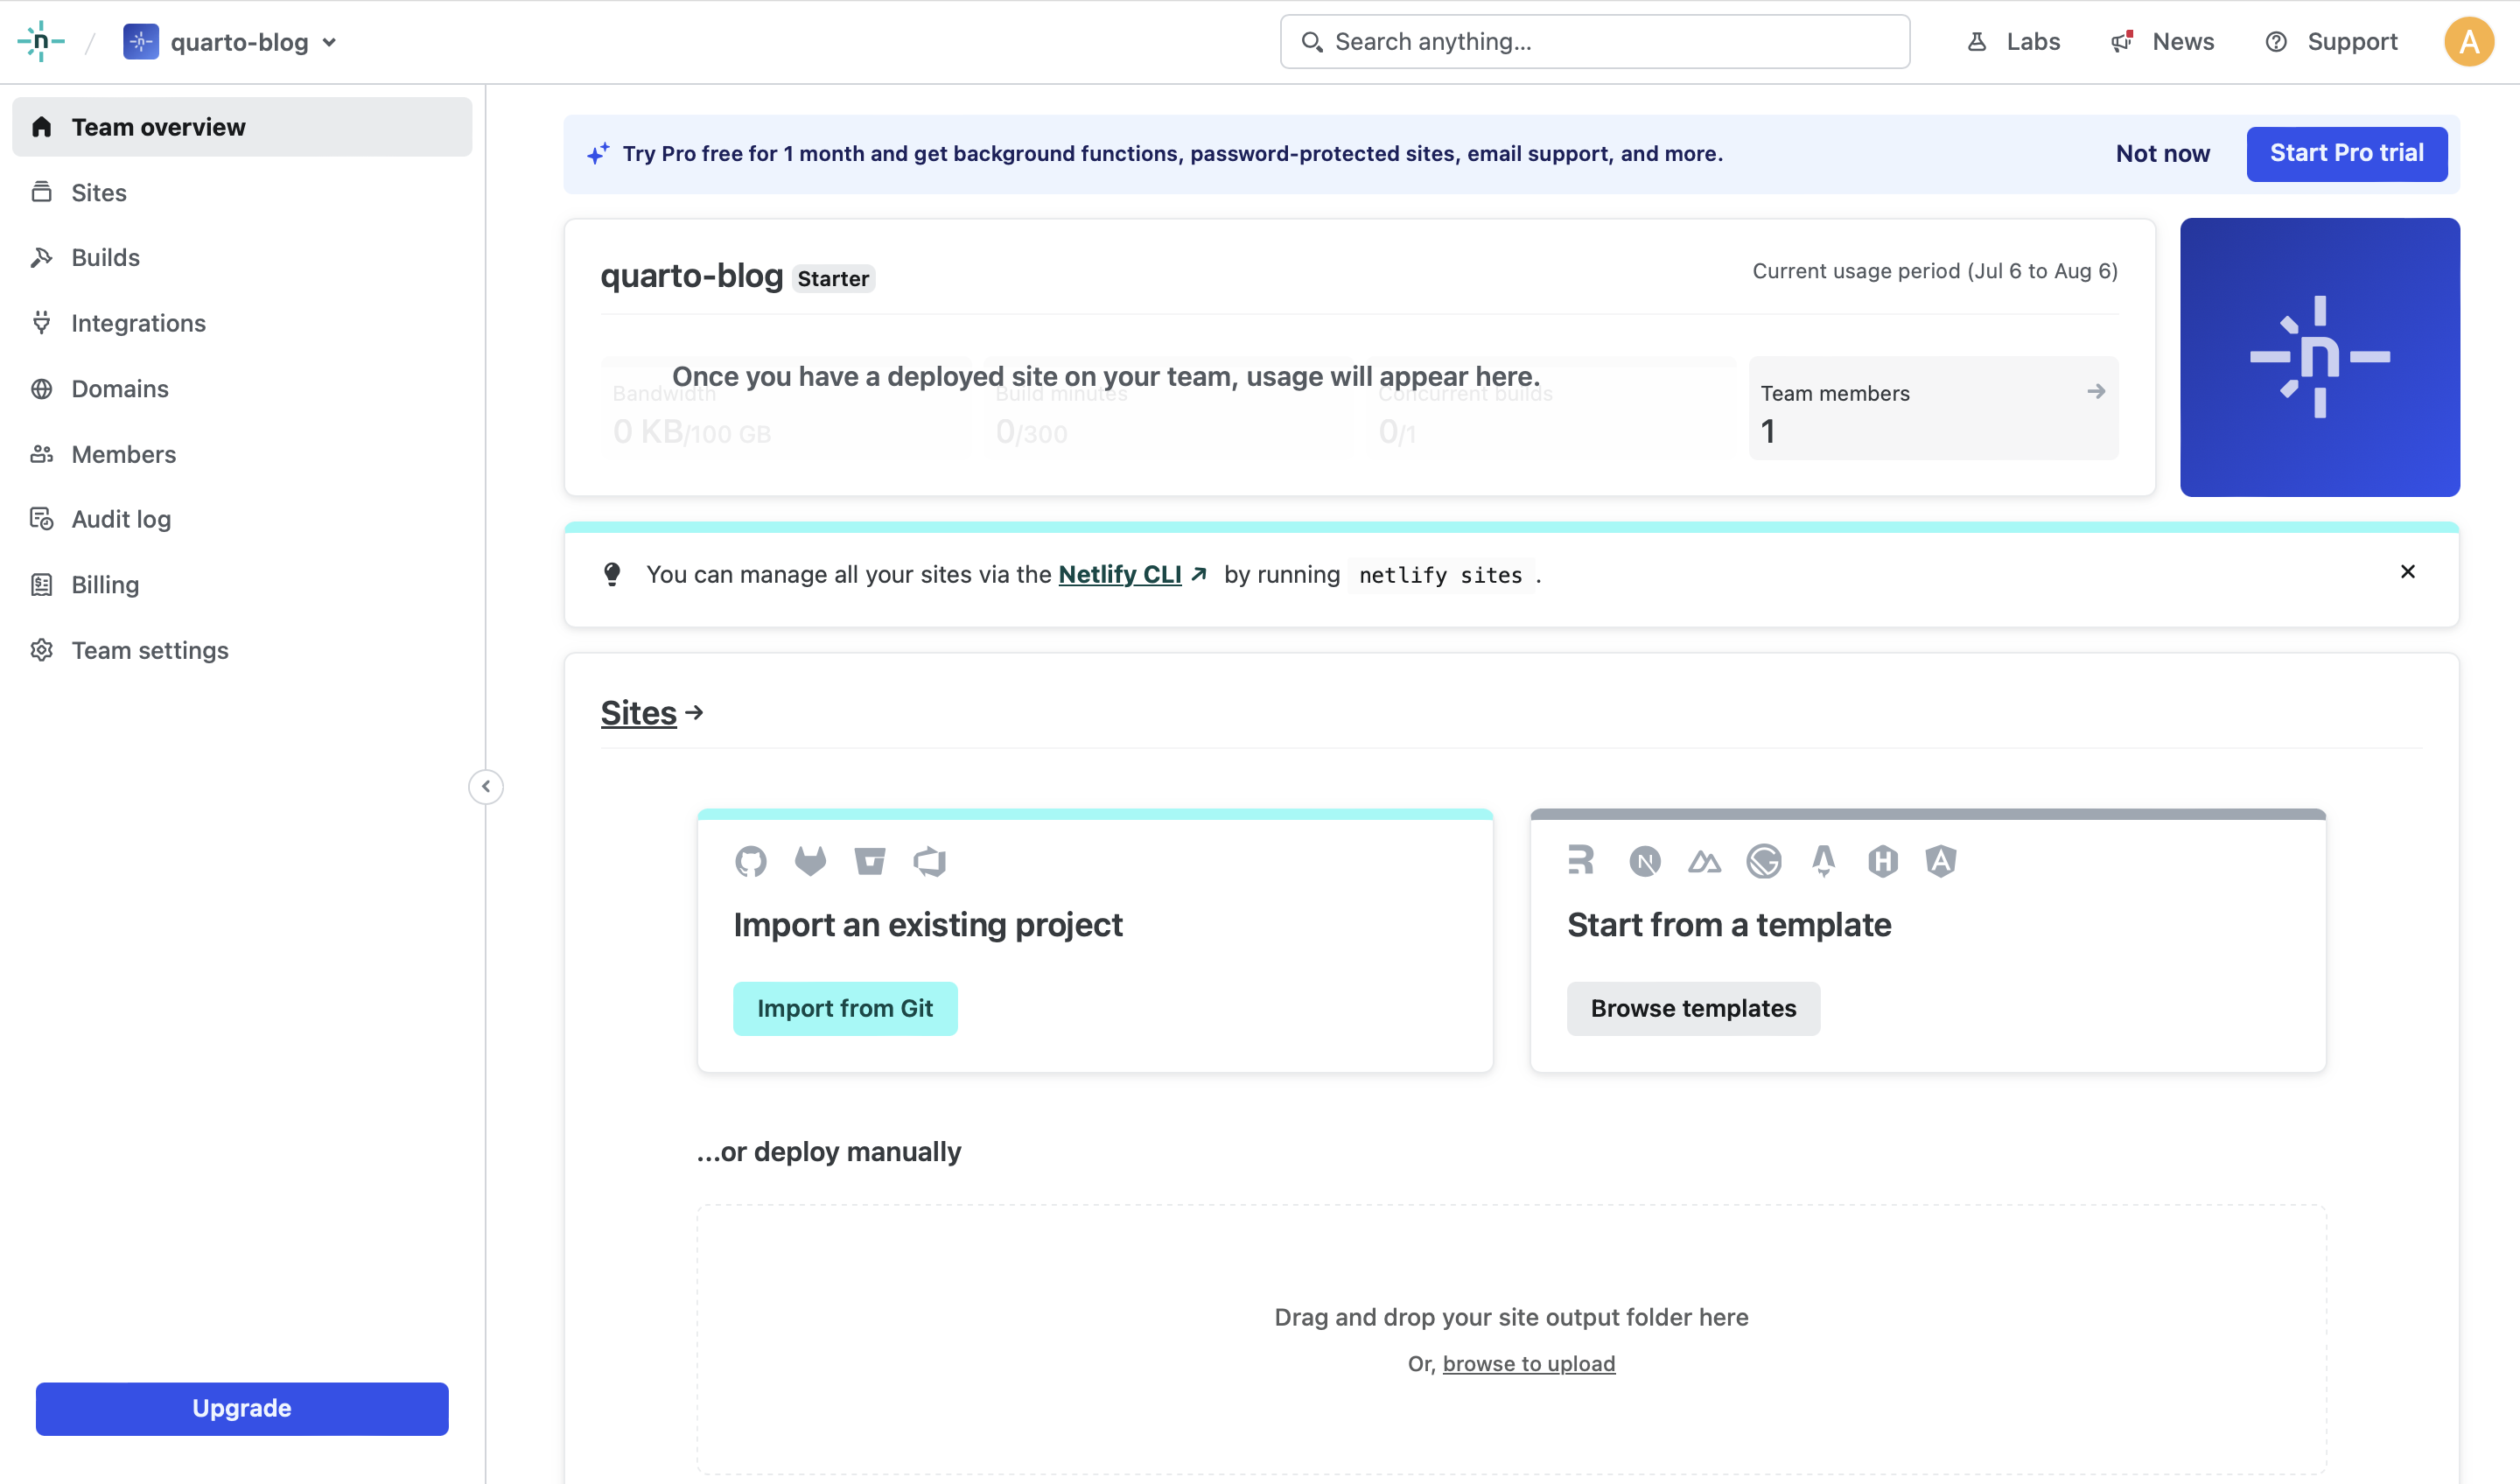 n / quarto-blog
Search anything...
Labs
News
Support
A
Team overview
Sites
Builds
Integrations
Domains
Members
Audit log
Billing
Team settings
Upgrade
Try Pro free for 1 month and get background functions, password-protected sites, email support, and more.
Not now
Start Pro trial
quarto-blog Starter
Current usage period (Jul 6 to Aug 6)
Once you have a deployed site on your team, usage will appear here.
Bandwidth
0 KB/100 GB
Build minutes
0/300
Concurrent builds
0/1
Team members
1
n
You can manage all your sites via the Netlify CLI by running netlify sites .
Sites
Import an existing project
Import from Git
Start from a template
Browse templates
...or deploy manually
Drag and drop your site output folder here
Or, browse to upload